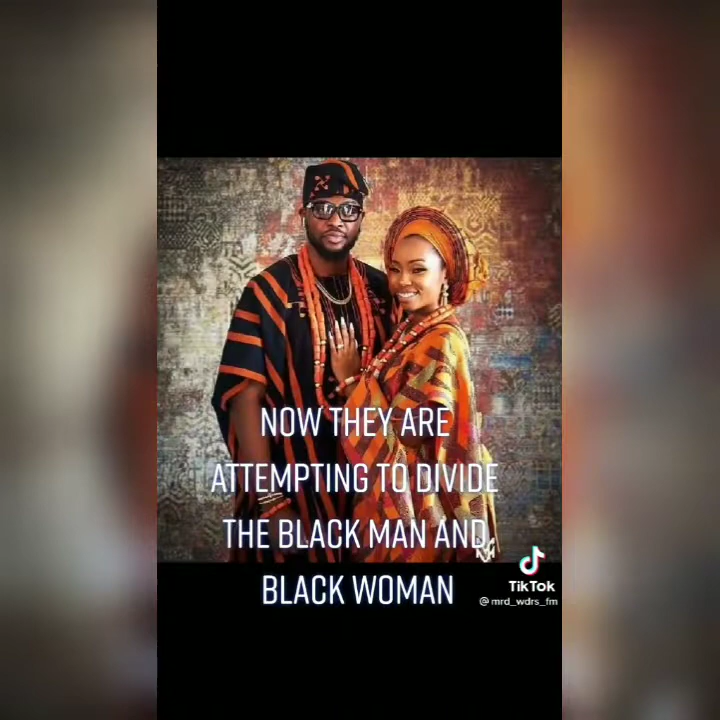 NOW THEY ARE
ATTEMPTING TO DIVIDE
THE BLACK MAN AND
BLACK WOMAN
TikTok
@mrd_wdrs_fm